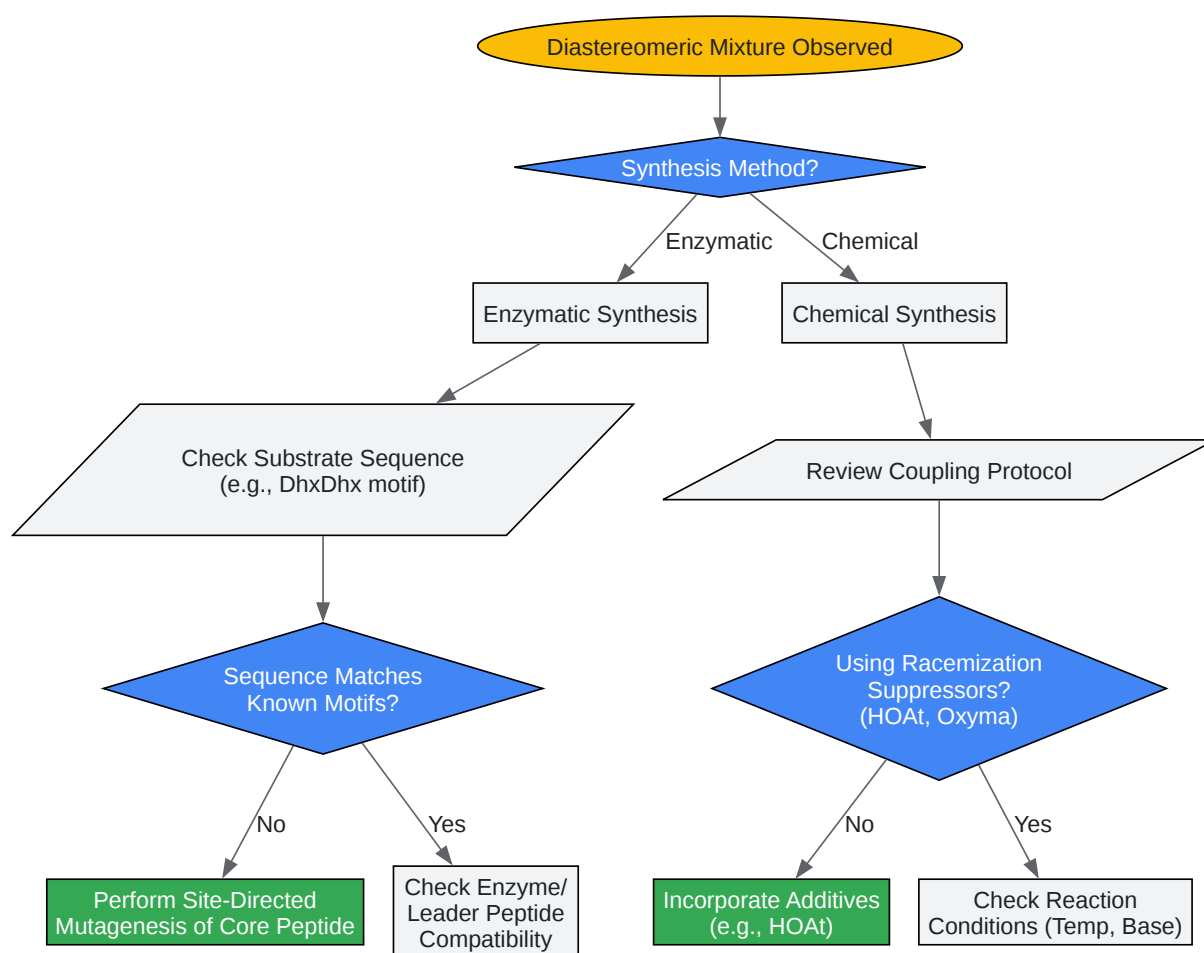 Diastereomeric Mixture Observed
Synthesis Method?
Enzymatic
Chemical
Enzymatic Synthesis
Chemical Synthesis
Check Substrate Sequence
(e.g., DhxDhx motif)
Review Coupling Protocol
Sequence Matches
Known Motifs?
Using Racemization
Suppressors?
(HOAt, Oxyma)
No
Yes
No
Yes
Perform Site-Directed
Mutagenesis of Core Peptide
Check Enzyme/
Leader Peptide
Compatibility
Incorporate Additives
(e.g., HOAt)
Check Reaction
Conditions (Temp, Base)